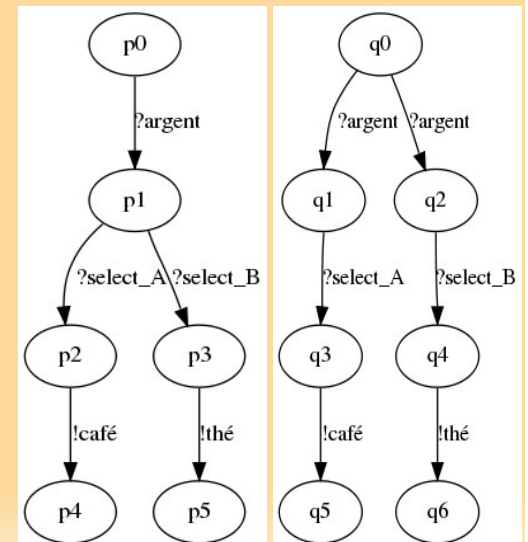 p0
?argent
p1
?select_A ?select_B
p2 p3
!café !thé
p4 p5
q0
?argent ?argent
q1 q2
?select_A ?select_B
q3 q4
!café !thé
q5 q6